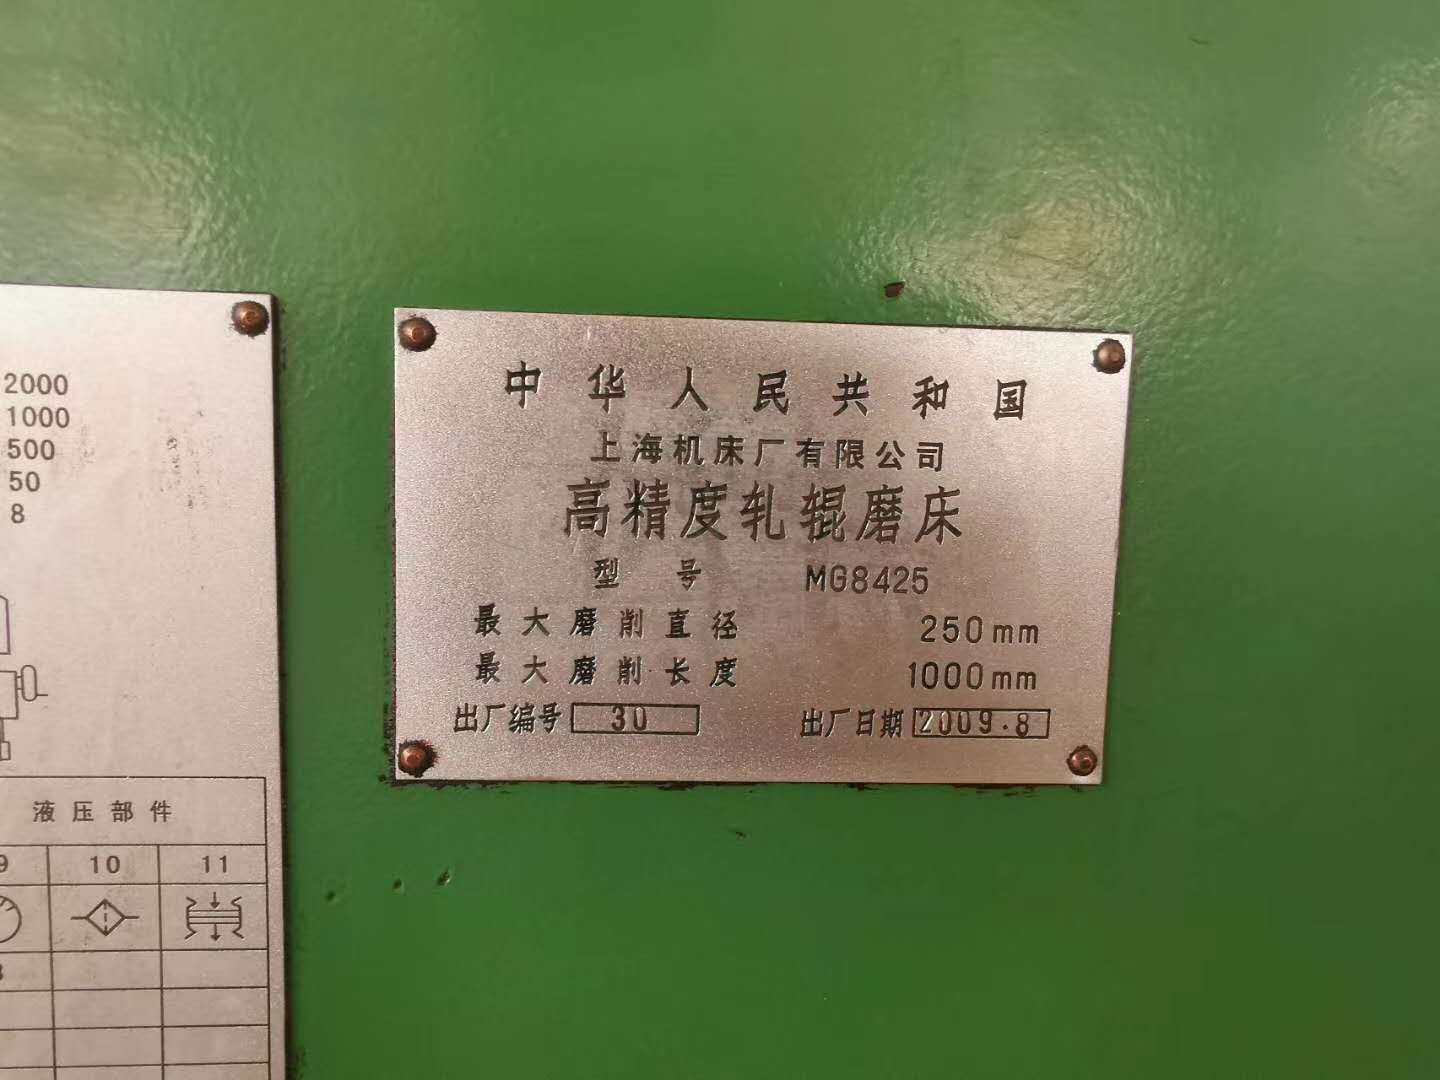 2000
1000
500
50
8
液压部件
9 10 11
中华人民共和国
上海机床厂有限公司
高精度轧辊磨床
型号 MG8425
最大磨削直径 250mm
最大磨削长度 1000mm
出厂编号 30 出厂日期 2009.8